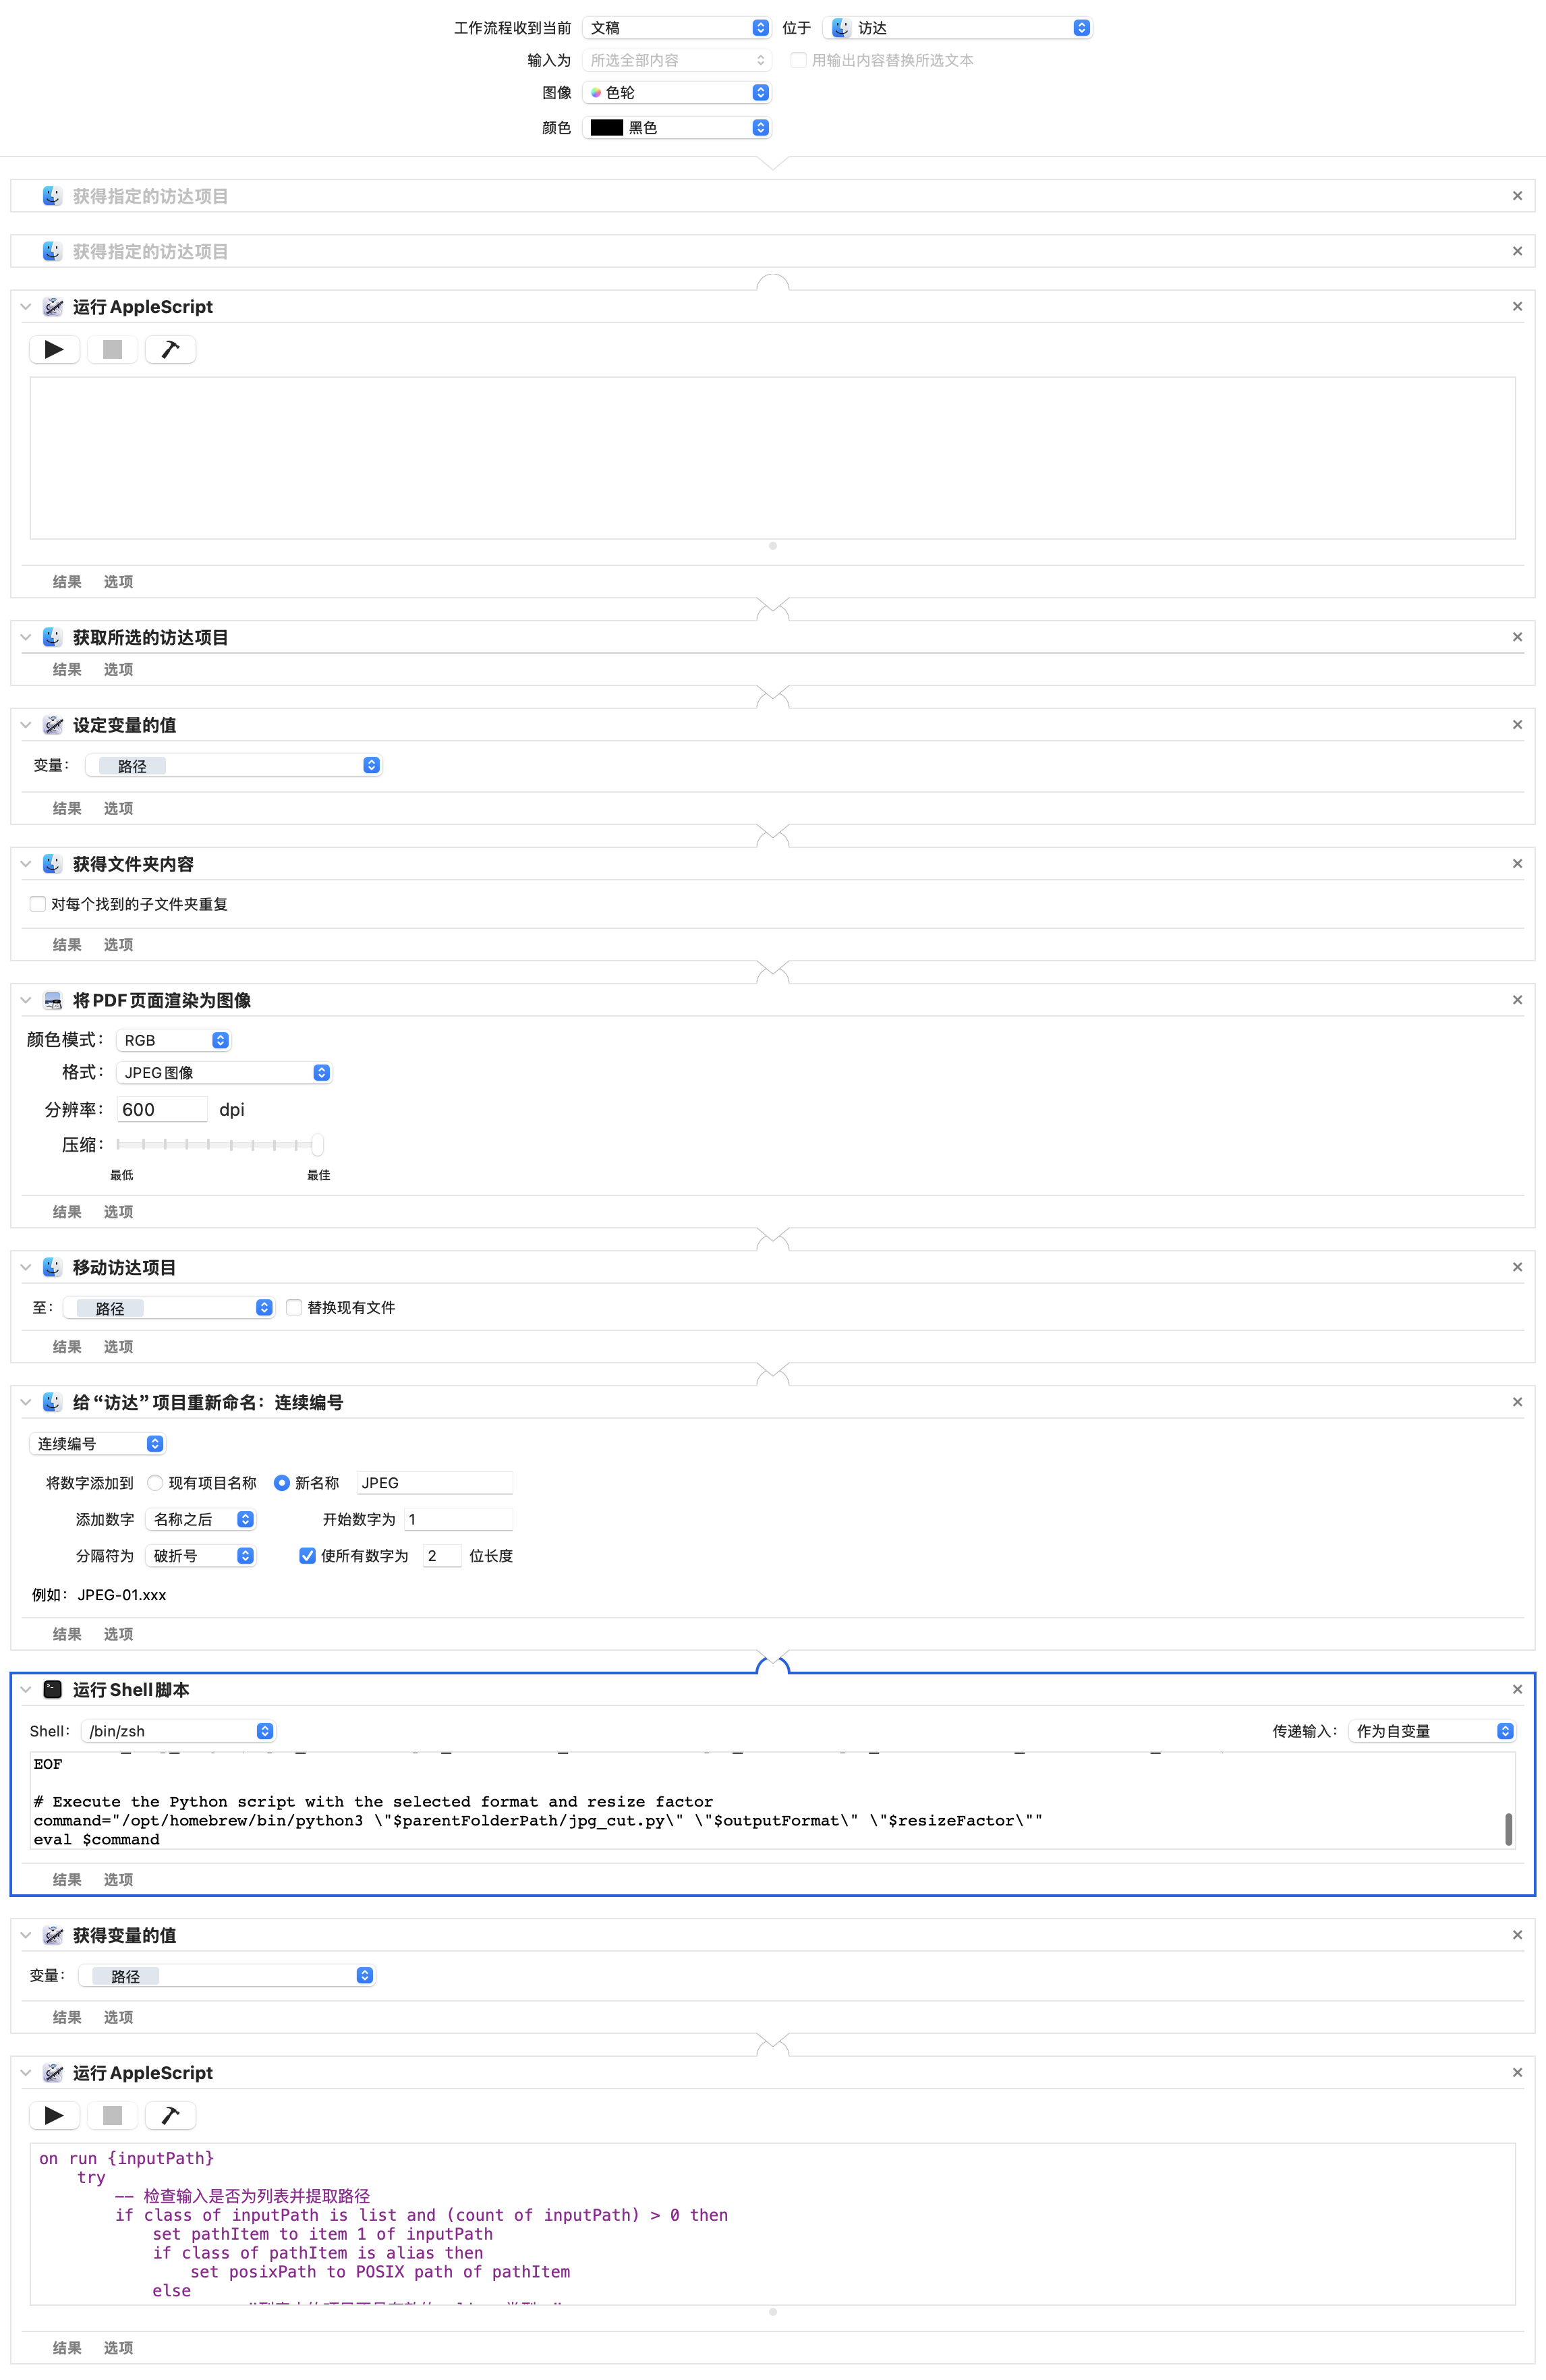 工作流程收到当前 文稿 位于 访达
输入为 所选全部内容 用输出内容替换所选文本
图像 色轮
颜色 黑色
获得指定的访达项目
获得指定的访达项目
运行 AppleScript
结果 选项
获取所选的访达项目
结果 选项
设定变量的值
变量： 路径
结果 选项
获得文件夹内容
对每个找到的子文件夹重复
结果 选项
将 PDF 页面渲染为图像
颜色模式： RGB
格式： JPEG 图像
分辨率： 600 dpi
压缩：
最低 最佳
结果 选项
移动访达项目
至： 路径 替换现有文件
结果 选项
给“访达”项目重新命名：连续编号
连续编号
将数字添加到 现有项目名称 新名称 JPEG
添加数字 名称之后 开始数字为 1
分隔符为 破折号 使所有数字为 2 位长度
例如： JPEG-01.xxx
结果 选项
运行 Shell 脚本
Shell： /bin/zsh 传递输入： 作为自变量
EOF
# Execute the Python script with the selected format and resize factor
command="/opt/homebrew/bin/python3 \"$parentFolderPath/jpg_cut.py\" \"$outputFormat\" \"$resizeFactor\""
eval $command
结果 选项
获得变量的值
变量： 路径
结果 选项
运行 AppleScript
on run {inputPath}
try
-- 检查输入是否为列表并提取路径
if class of inputPath is list and (count of inputPath) > 0 then
set pathItem to item 1 of inputPath
if class of pathItem is alias then
set posixPath to POSIX path of pathItem
else
结果 选项